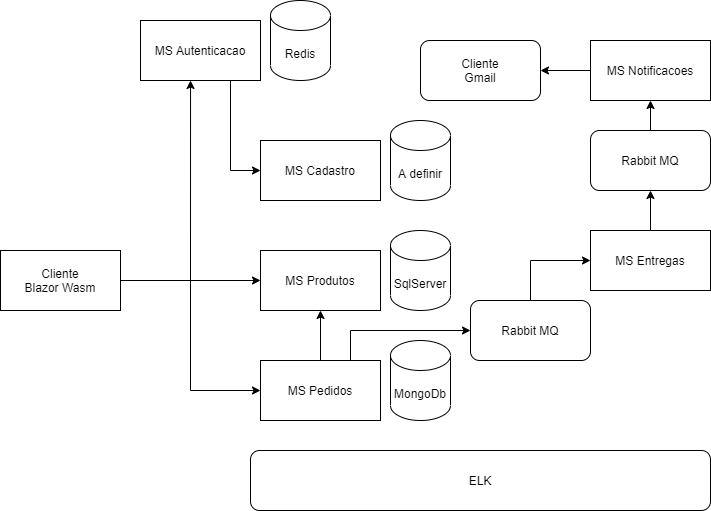 MS Autenticacao
Redis
Cliente
Gmail
MS Notificacoes
MS Cadastro
A definir
Rabbit MQ
Cliente
Blazor Wasm
MS Produtos
SqlServer
MS Entregas
Rabbit MQ
MS Pedidos
MongoDb
ELK